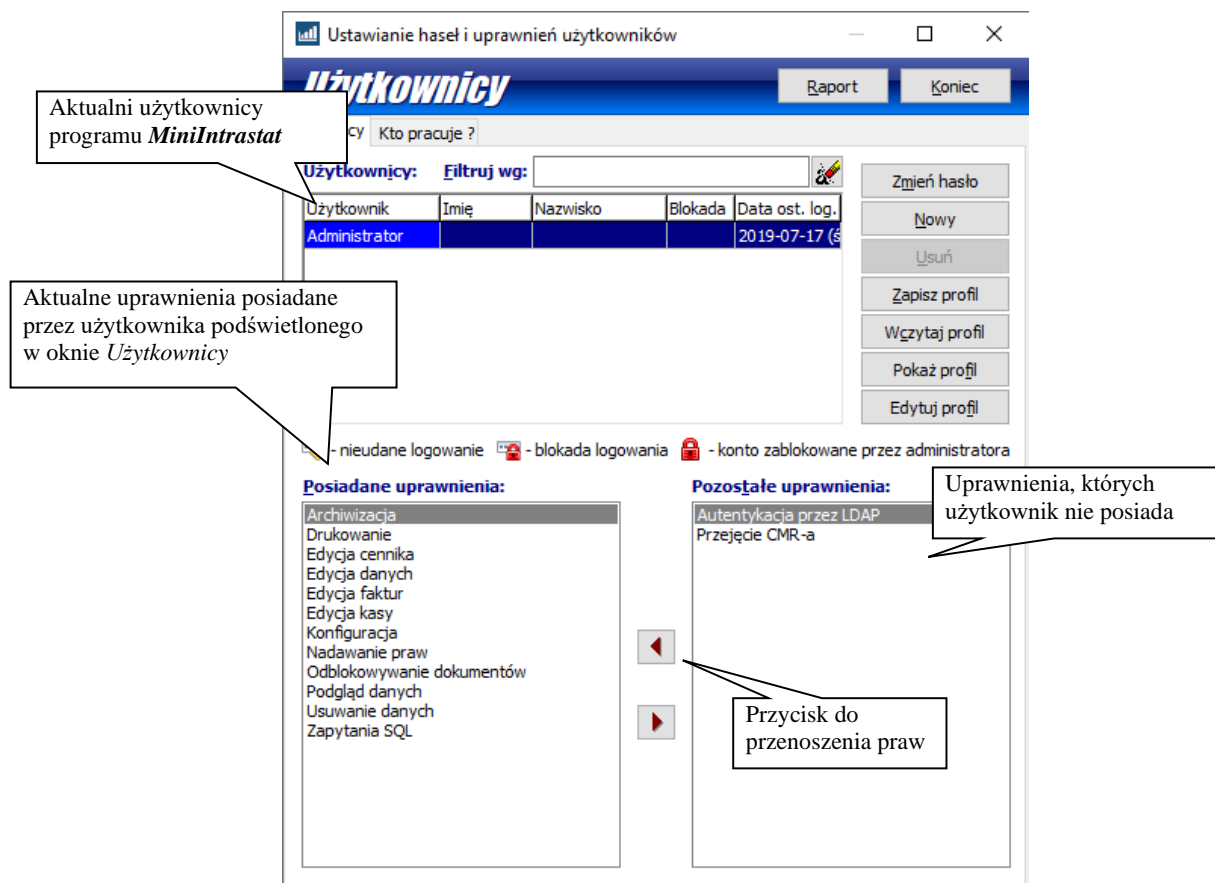 Ustawianie haseł i uprawnień użytkowników
Użytkownicy
Raport
Koniec
Aktualni użytkownicy
programu MiniIntrastat
cy
Kto pracuje ?
Użytkownicy:
Filtruj wg:
Użytkownik Imię Nazwisko Blokada Data ost. log.
Administrator 2019-07-17 (ś
Zmień hasło
Nowy
Usuń
Zapisz profil
Wczytaj profil
Pokaż profil
Edytuj profil
Aktualne uprawnienia posiadane
przez użytkownika podświetlonego
w oknie Użytkownicy
- nieudane logowanie - blokada logowania - konto zablokowane przez administratora
Posiadane uprawnienia:
Archiwizacja
Drukowanie
Edycja cennika
Edycja danych
Edycja faktur
Edycja kasy
Konfiguracja
Nadawanie praw
Odblokowywanie dokumentów
Podgląd danych
Usuwanie danych
Zapytania SQL
Pozostałe uprawnienia:
Autentykacja przez LDAP
Przejęcie CMR-a
Uprawnienia, których
użytkownik nie posiada
Przycisk do
przenoszenia praw